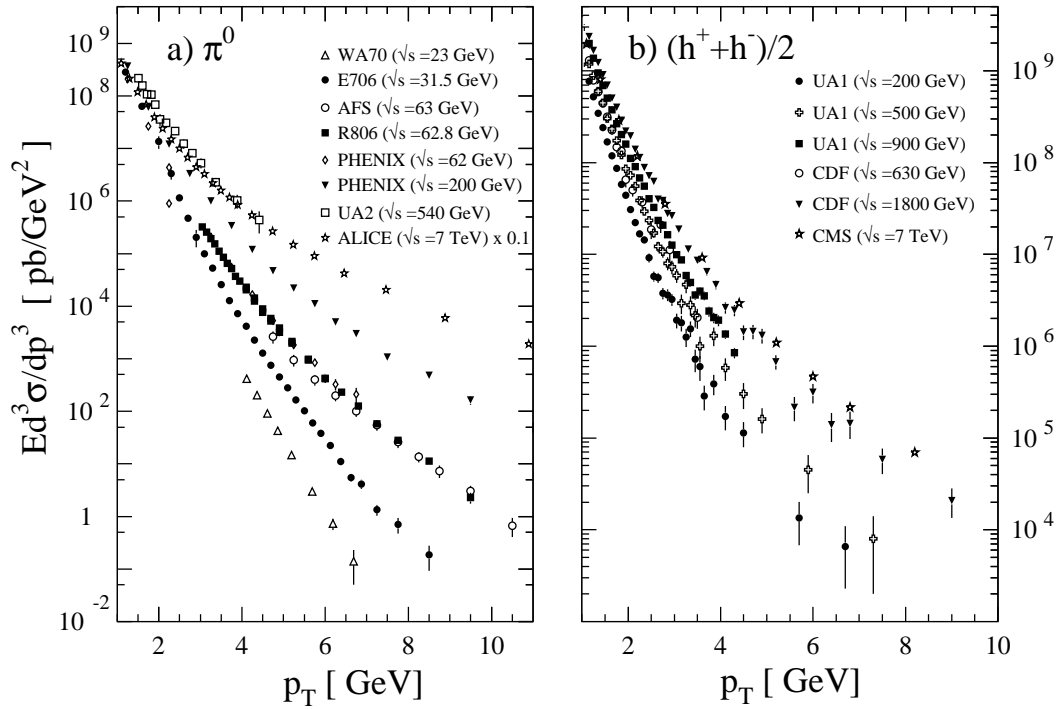 a) π⁰
△ WA70 (√s =23 GeV)
● E706 (√s =31.5 GeV)
○ AFS (√s =63 GeV)
■ R806 (√s =62.8 GeV)
◇ PHENIX (√s =62 GeV)
▼ PHENIX (√s =200 GeV)
□ UA2 (√s =540 GeV)
☆ ALICE (√s =7 TeV) x 0.1
Ed³σ/dp³ [ pb/GeV²]
10⁹
10⁸
10⁶
10⁴
10²
1
10⁻²
2 4 6 8 10
p_T [ GeV]
b) (h⁺+h⁻)/2
● UA1 (√s =200 GeV)
✚ UA1 (√s =500 GeV)
■ UA1 (√s =900 GeV)
○ CDF (√s =630 GeV)
▼ CDF (√s =1800 GeV)
☆ CMS (√s =7 TeV)
10⁹
10⁸
10⁷
10⁶
10⁵
10⁴
2 4 6 8 10
p_T [ GeV]